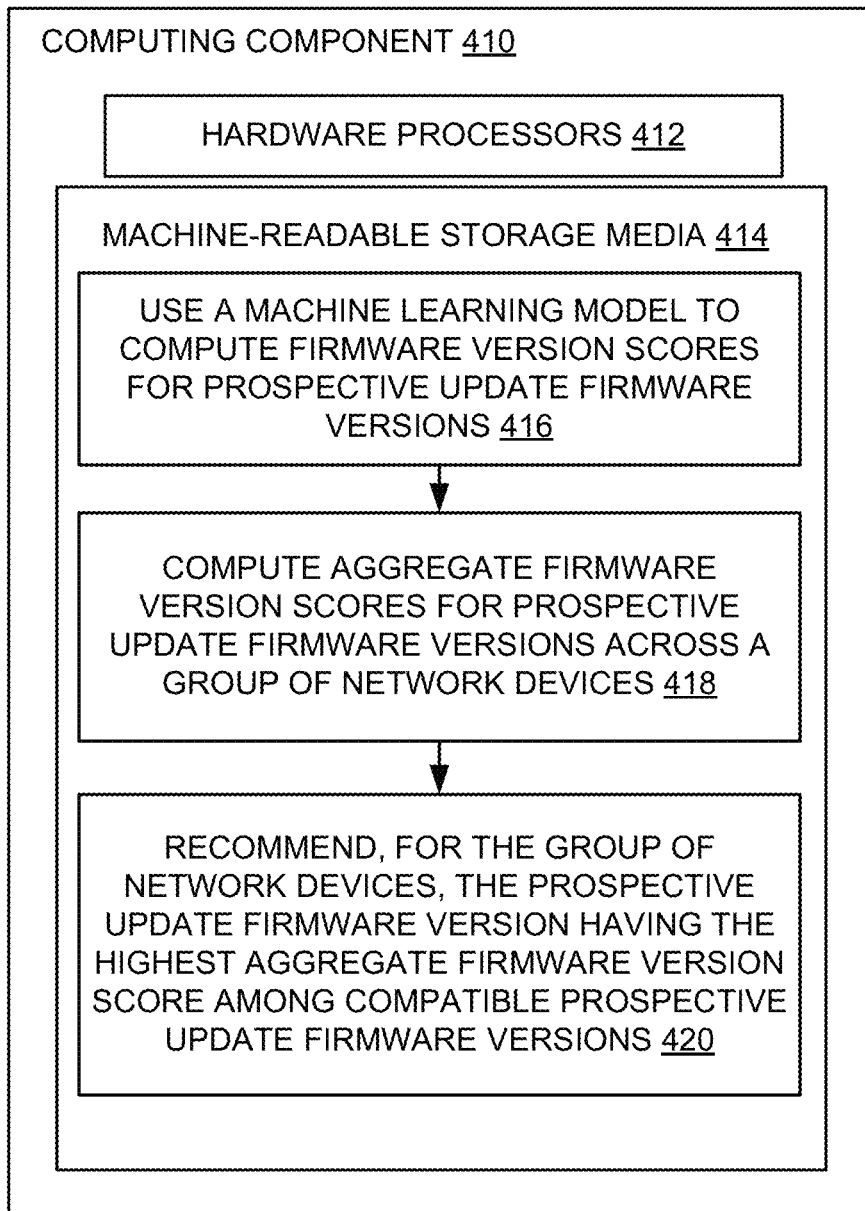 COMPUTING COMPONENT 410
HARDWARE PROCESSORS 412
MACHINE-READABLE STORAGE MEDIA 414
USE A MACHINE LEARNING MODEL TO
COMPUTE FIRMWARE VERSION SCORES
FOR PROSPECTIVE UPDATE FIRMWARE
VERSIONS 416
COMPUTE AGGREGATE FIRMWARE
VERSION SCORES FOR PROSPECTIVE
UPDATE FIRMWARE VERSIONS ACROSS A
GROUP OF NETWORK DEVICES 418
RECOMMEND, FOR THE GROUP OF
NETWORK DEVICES, THE PROSPECTIVE
UPDATE FIRMWARE VERSION HAVING THE
HIGHEST AGGREGATE FIRMWARE VERSION
SCORE AMONG COMPATIBLE PROSPECTIVE
UPDATE FIRMWARE VERSIONS 420